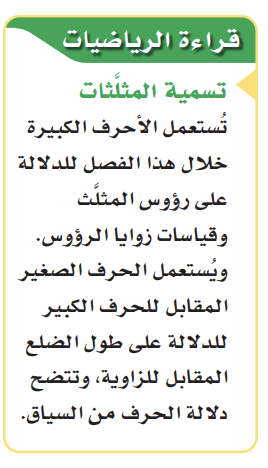 قراءة الرياضيات
تسمية المثلَّثات
تُستعمل الأحرف الكبيرة
خلال هذا الفصل للدلالة
على رؤوس المثلَّث
وقياسات زوايا الرؤوس.
ويُستعمل الحرف الصغير
المقابل للحرف الكبير
للدلالة على طول الضلع
المقابل للزاوية، وتتضح
دلالة الحرف من السياق.